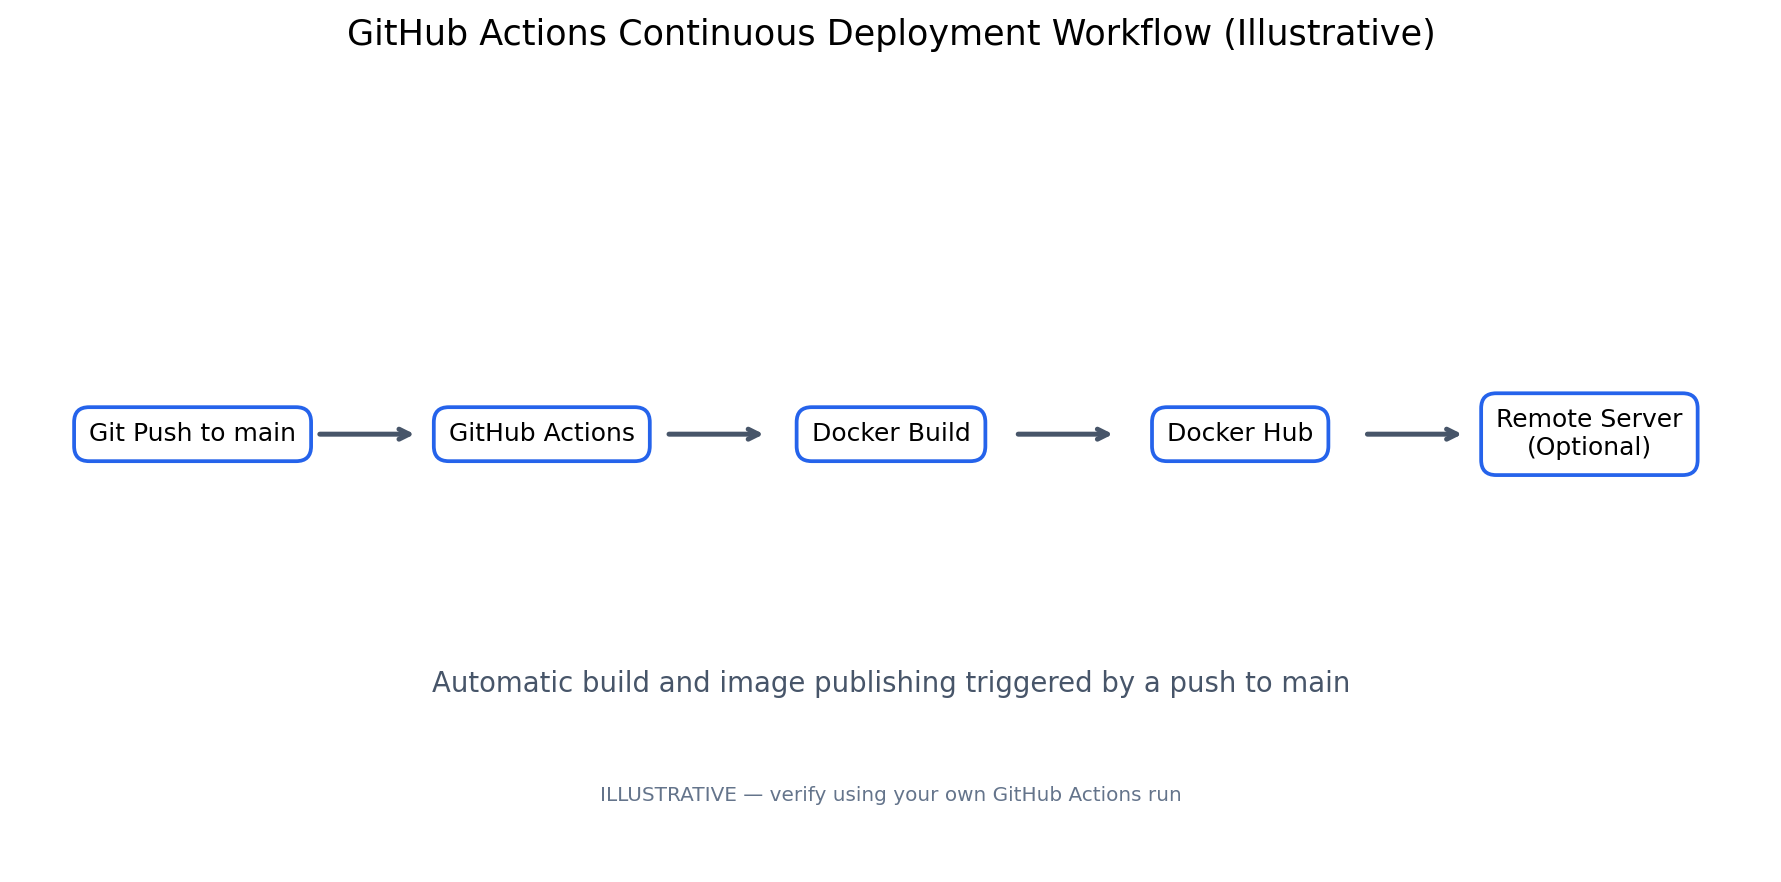 GitHub Actions Continuous Deployment Workflow (Illustrative)
Git Push to main
GitHub Actions
Docker Build
Docker Hub
Remote Server
(Optional)
Automatic build and image publishing triggered by a push to main
ILLUSTRATIVE — verify using your own GitHub Actions run